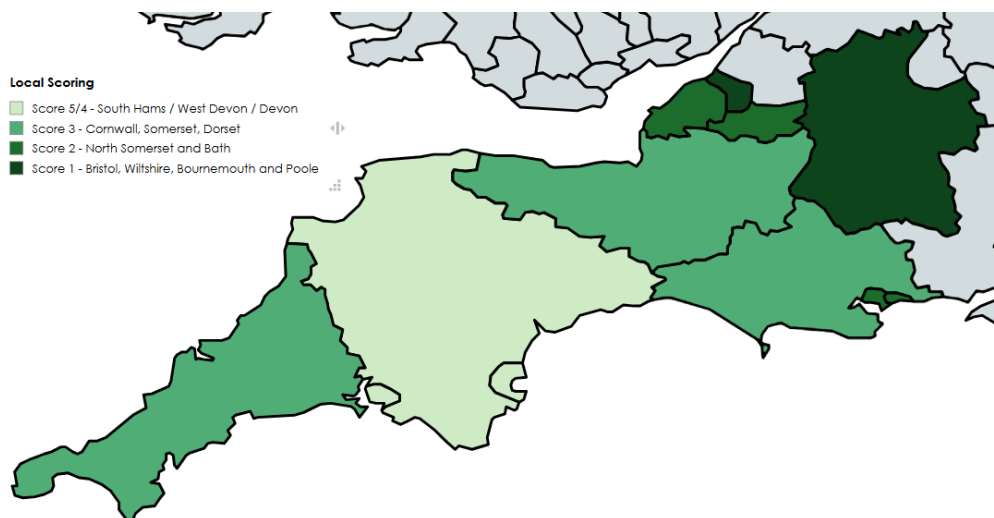 Local Scoring
Score 5/4 - South Hams / West Devon / Devon
Score 3 - Cornwall, Somerset, Dorset
Score 2 - North Somerset and Bath
Score 1 - Bristol, Wiltshire, Bournemouth and Poole